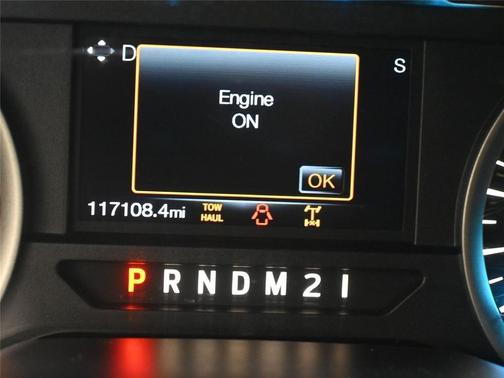 D
S
Engine
ON
OK
117108.4mi
TOW
HAUL
P R N D M 2 1